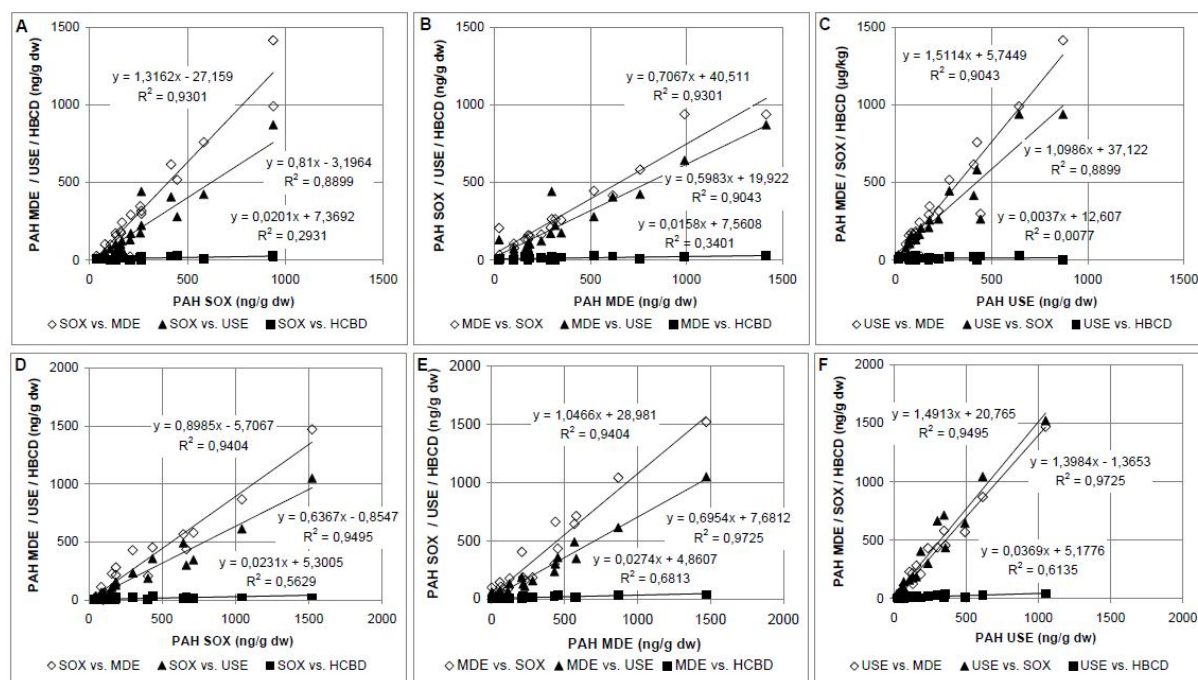 A
PAH MDE / USE / HBCD (ng/g dw)
1500
1000
500
0
y = 1,3162x - 27,159
R² = 0,9301
y = 0,81x - 3,1964
R² = 0,8899
y = 0,0201x + 7,3692
R² = 0,2931
0 500 1000 1500
PAH SOX (ng/g dw)
◇ SOX vs. MDE ▲ SOX vs. USE ■ SOX vs. HCBD
B
PAH SOX / USE / HBCD (ng/g dw)
1500
1000
500
0
y = 0,7067x + 40,511
R² = 0,9301
y = 0,5983x + 19,922
R² = 0,9043
y = 0,0158x + 7,5608
R² = 0,3401
0 500 1000 1500
PAH MDE (ng/g dw)
◇ MDE vs. SOX ▲ MDE vs. USE ■ MDE vs. HCBD
C
PAH MDE / SOX / HBCD (µg/kg)
1500
1000
500
0
y = 1,5114x + 5,7449
R² = 0,9043
y = 1,0986x + 37,122
R² = 0,8899
y = 0,0037x + 12,607
R² = 0,0077
0 500 1000 1500
PAH USE (ng/g dw)
◇ USE vs. MDE ▲ USE vs. SOX ■ USE vs. HBCD
D
PAH MDE / USE / HBCD (ng/g dw)
2000
1500
1000
500
0
y = 0,8985x - 5,7067
R² = 0,9404
y = 0,6367x - 0,8547
R² = 0,9495
y = 0,0231x + 5,3005
R² = 0,5629
0 500 1000 1500 2000
PAH SOX (ng/g dw)
◇ SOX vs. MDE ▲ SOX vs. USE ■ SOX vs. HCBD
E
PAH SOX / USE / HBCD (ng/g dw)
2000
1500
1000
500
0
y = 1,0466x + 28,981
R² = 0,9404
y = 0,6954x + 7,6812
R² = 0,9725
y = 0,0274x + 4,8607
R² = 0,6813
0 500 1000 1500 2000
PAH MDE (ng/g dw)
◇ MDE vs. SOX ▲ MDE vs. USE ■ MDE vs. HCBD
F
PAH MDE / SOX / HBCD (ng/g dw)
2000
1500
1000
500
0
y = 1,4913x + 20,765
R² = 0,9495
y = 1,3984x - 1,3653
R² = 0,9725
y = 0,0369x + 5,1776
R² = 0,6135
0 500 1000 1500 2000
PAH USE (ng/g dw)
◇ USE vs. MDE ▲ USE vs. SOX ■ USE vs. HBCD